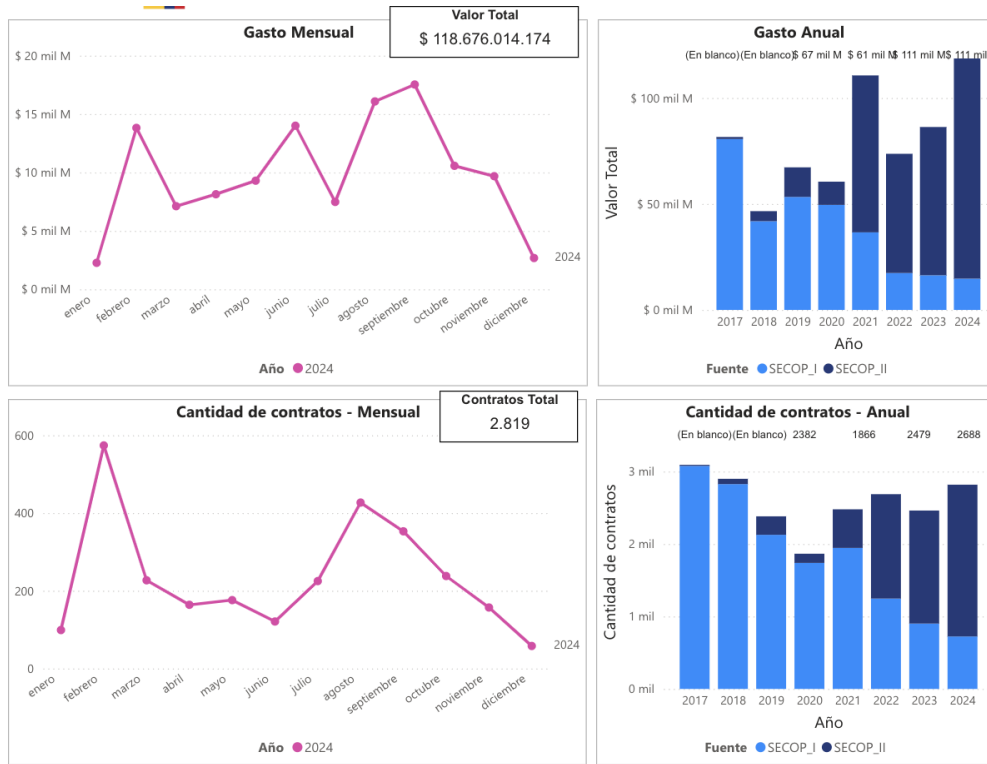 Gasto Mensual
Valor Total
$ 118.676.014.174
$ 20 mil M
$ 15 mil M
$ 10 mil M
$ 5 mil M
$ 0 mil M
2024
enero febrero marzo abril mayo junio julio agosto septiembre octubre noviembre diciembre
Año 2024
Gasto Anual
(En blanco) (En blanco) $ 67 mil M $ 61 mil M $ 111 mil M $ 111 mil
Valor Total
$ 100 mil M
$ 50 mil M
$ 0 mil M
2017 2018 2019 2020 2021 2022 2023 2024
Año
Fuente SECOP_I SECOP_II
Cantidad de contratos - Mensual
Contratos Total
2.819
600
400
200
0
2024
enero febrero marzo abril mayo junio julio agosto septiembre octubre noviembre diciembre
Año 2024
Cantidad de contratos - Anual
(En blanco) (En blanco) 2382 1866 2479 2688
Cantidad de contratos
3 mil
2 mil
1 mil
0 mil
2017 2018 2019 2020 2021 2022 2023 2024
Año
Fuente SECOP_I SECOP_II